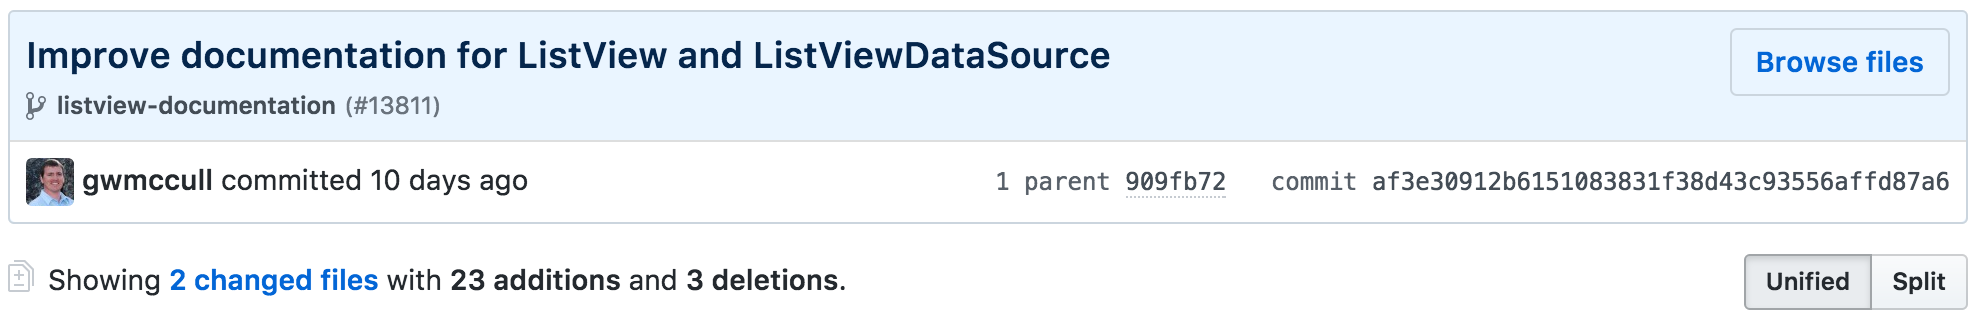 Improve documentation for ListView and ListViewDataSource
Browse files
listview-documentation (#13811)
gwmccull committed 10 days ago
1 parent 909fb72 commit af3e30912b6151083831f38d43c93556affd87a6
Showing 2 changed files with 23 additions and 3 deletions.
Unified Split